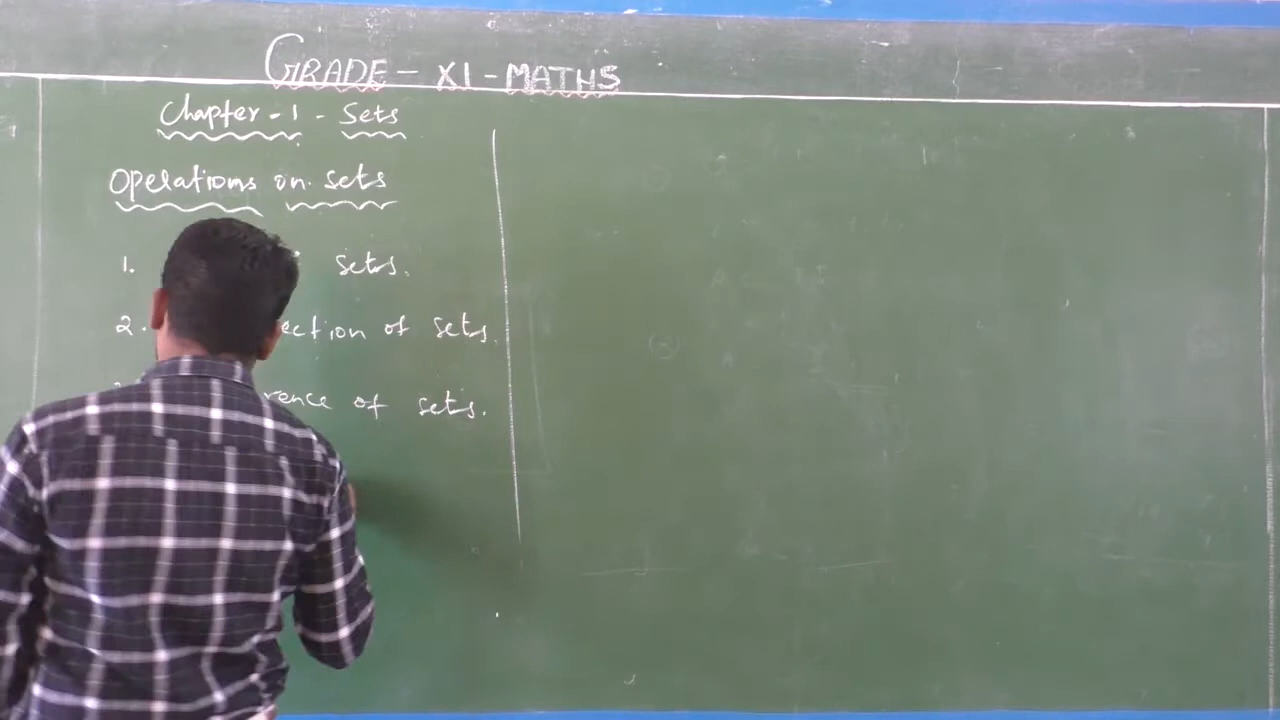 GRADE - XI - MATHS
Chapter - 1 - Sets
Operations on sets
1. sets.
2. ection of sets.
rence of sets.